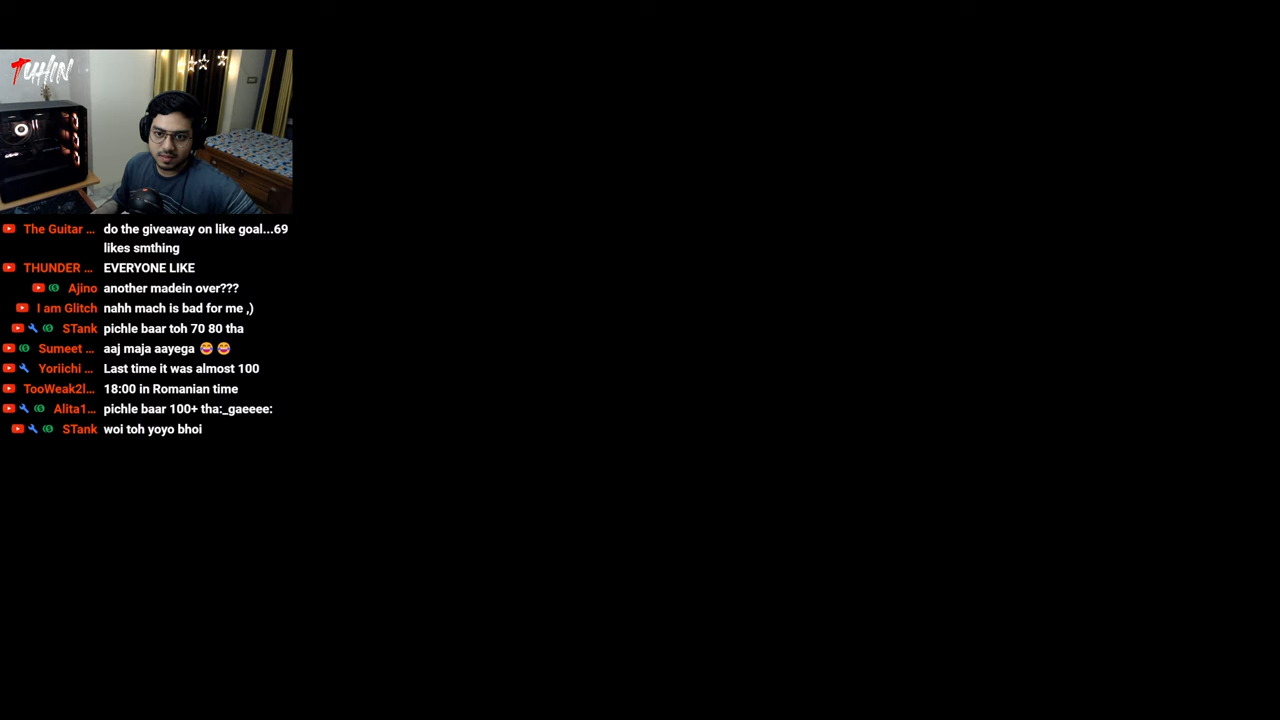 TUHIN
The Guitar ... do the giveaway on like goal...69
likes smthing
THUNDER ... EVERYONE LIKE
Ajino another madein over???
I am Glitch nahh mach is bad for me ,)
STank pichle baar toh 70 80 tha
Sumeet ... aaj maja aayega 😂 😂
Yoriichi ... Last time it was almost 100
TooWeak2l... 18:00 in Romanian time
Alita1... pichle baar 100+ tha:_gaeeee:
STank woi toh yoyo bhoi